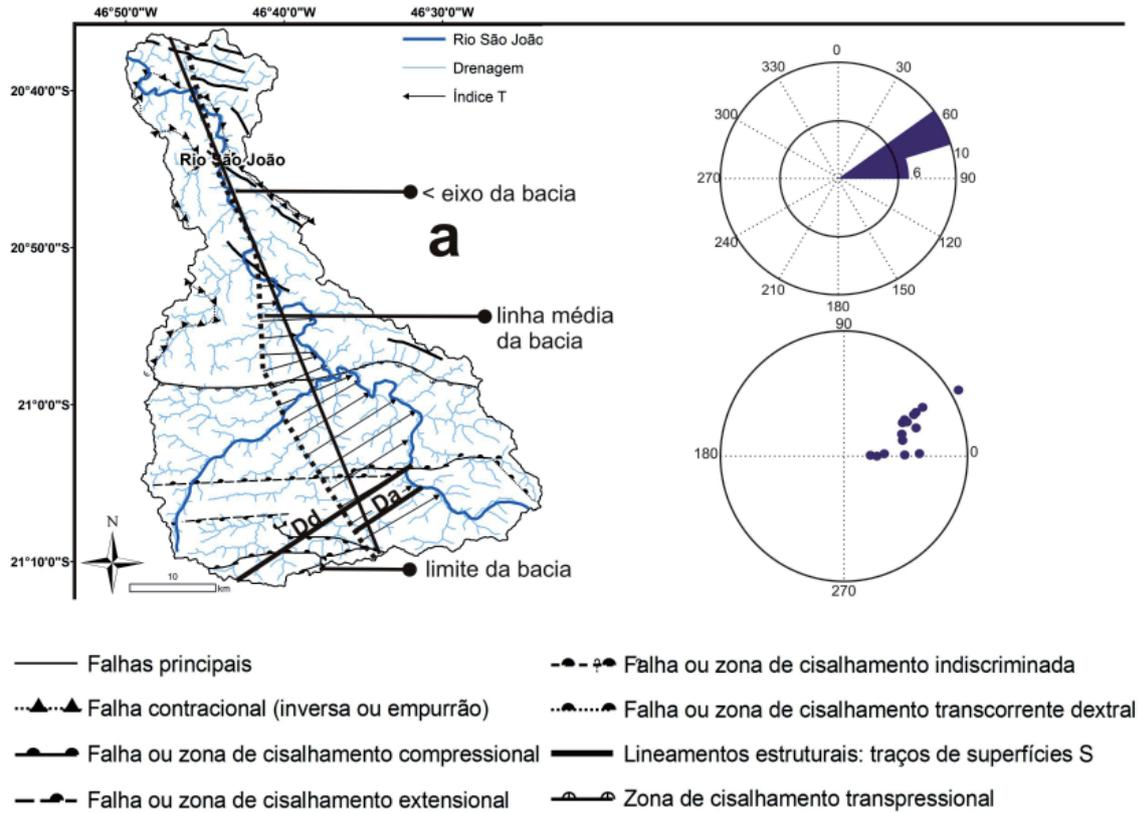 46°50'0"W 46°40'0"W 46°30'0"W
20°40'0"S
20°50'0"S
21°0'0"S
21°10'0"S
Rio São João
Drenagem
Índice T
Rio São João
< eixo da bacia
a
linha média
da bacia
Dd
Da
limite da bacia
N
10
km
0
30
60
10
6
90
120
150
180
210
240
270
300
330
90
0
270
180
Falhas principais
Falha contracional (inversa ou empurrão)
Falha ou zona de cisalhamento compressional
Falha ou zona de cisalhamento extensional
Falha ou zona de cisalhamento indiscriminada
Falha ou zona de cisalhamento transcorrente dextral
Lineamentos estruturais: traços de superfícies S
Zona de cisalhamento transpressional